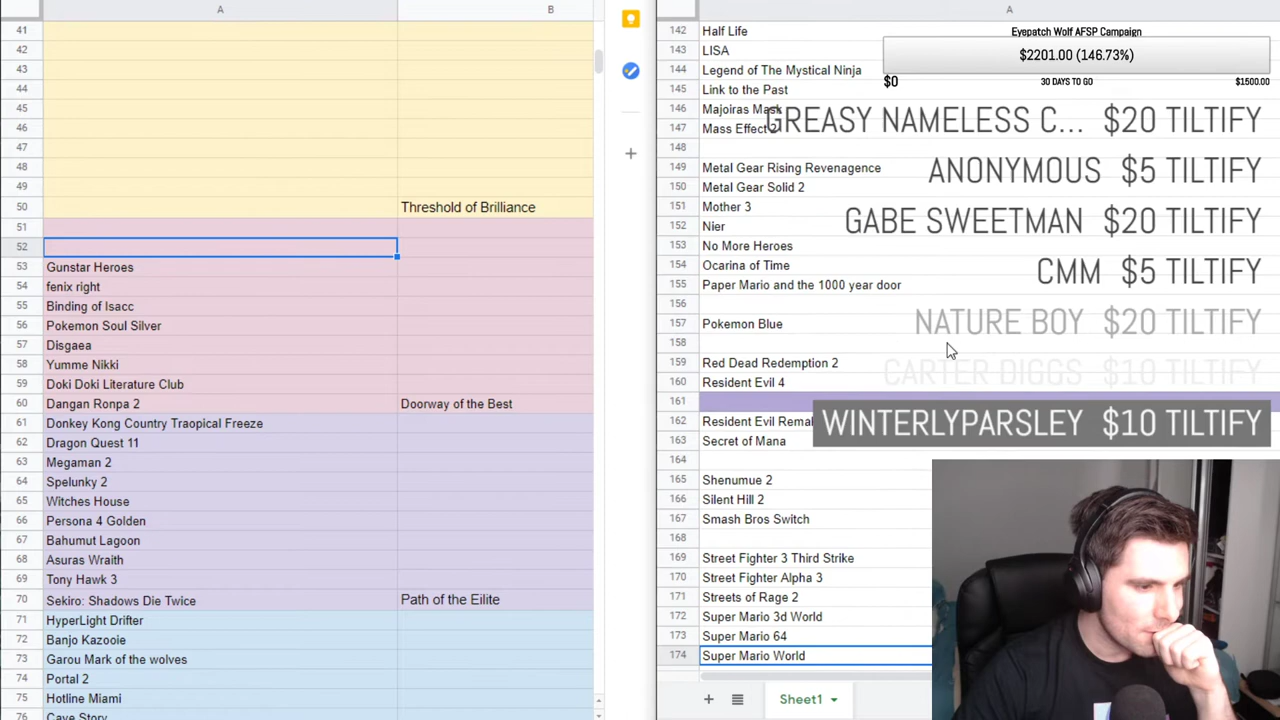 A
B
41
42
43
44
45
46
47
48
49
50 Threshold of Brilliance
51
52
53 Gunstar Heroes
54 fenix right
55 Binding of Isacc
56 Pokemon Soul Silver
57 Disgaea
58 Yumme Nikki
59 Doki Doki Literature Club
60 Dangan Ronpa 2 Doorway of the Best
61 Donkey Kong Country Traopical Freeze
62 Dragon Quest 11
63 Megaman 2
64 Spelunky 2
65 Witches House
66 Persona 4 Golden
67 Bahumut Lagoon
68 Asuras Wraith
69 Tony Hawk 3
70 Sekiro: Shadows Die Twice Path of the Eilite
71 HyperLight Drifter
72 Banjo Kazooie
73 Garou Mark of the wolves
74 Portal 2
75 Hotline Miami
76 Cave Story
A
142 Half Life
143 LISA
144 Legend of The Mystical Ninja
145 Link to the Past
146 Majoiras Mask
147 Mass Effect 2
148
149 Metal Gear Rising Revenagence
150 Metal Gear Solid 2
151 Mother 3
152 Nier
153 No More Heroes
154 Ocarina of Time
155 Paper Mario and the 1000 year door
156
157 Pokemon Blue
158
159 Red Dead Redemption 2
160 Resident Evil 4
161
162 Resident Evil Remak
163 Secret of Mana
164
165 Shenumue 2
166 Silent Hill 2
167 Smash Bros Switch
168
169 Street Fighter 3 Third Strike
170 Street Fighter Alpha 3
171 Streets of Rage 2
172 Super Mario 3d World
173 Super Mario 64
174 Super Mario World
Sheet1
Eyepatch Wolf AFSP Campaign
$2201.00 (146.73%)
$0 30 DAYS TO GO $1500.00
GREASY NAMELESS C... $20 TILTIFY
ANONYMOUS $5 TILTIFY
GABE SWEETMAN $20 TILTIFY
CMM $5 TILTIFY
NATURE BOY $20 TILTIFY
CARTER DIGGS $10 TILTIFY
WINTERLYPARSLEY $10 TILTIFY